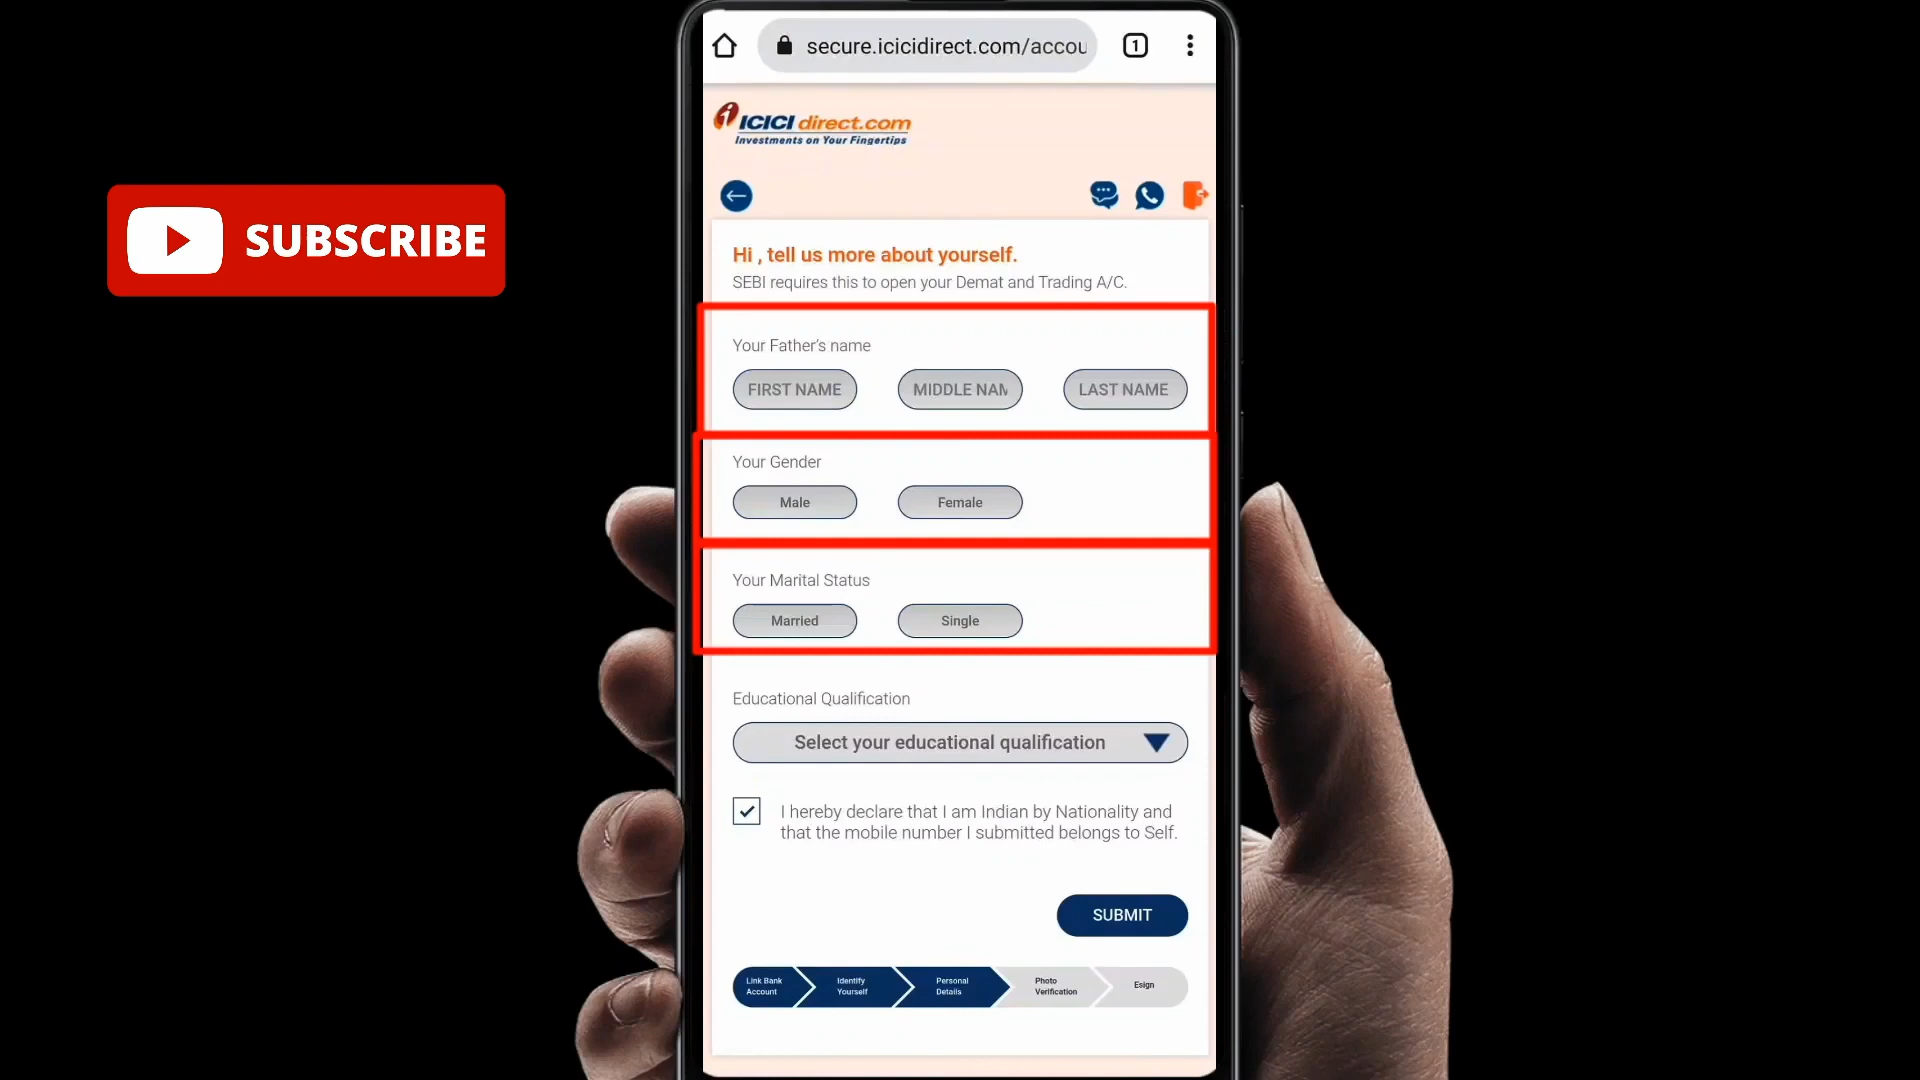 secure.icicidirect.com/accou
1
ICICI direct.com
Investments on Your Fingertips
SUBSCRIBE
Hi , tell us more about yourself.
SEBI requires this to open your Demat and Trading A/C.
Your Father's name
FIRST NAME MIDDLE NAM LAST NAME
Your Gender
Male Female
Your Marital Status
Married Single
Educational Qualification
Select your educational qualification
I hereby declare that I am Indian by Nationality and
that the mobile number I submitted belongs to Self.
SUBMIT
Link Bank
Account
Identify
Yourself
Personal
Details
Photo
Verification
Esign